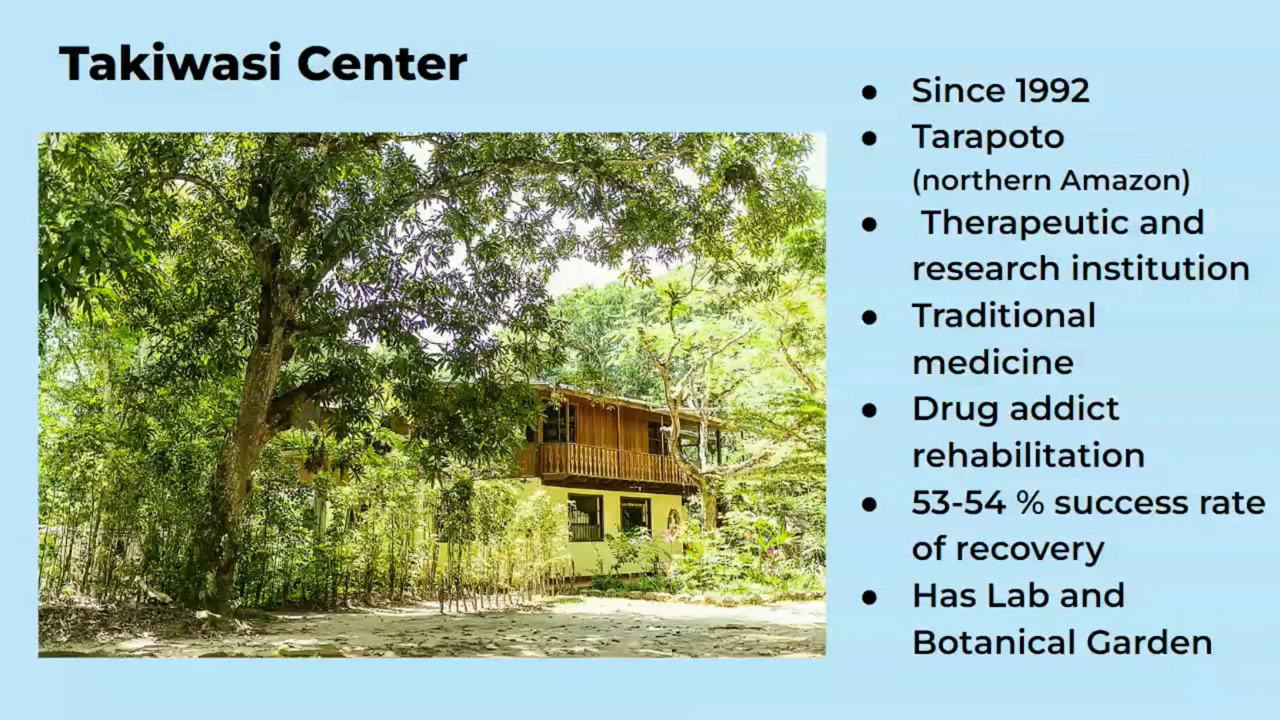 Takiwasi Center
● Since 1992
● Tarapoto
(northern Amazon)
● Therapeutic and
research institution
● Traditional
medicine
● Drug addict
rehabilitation
● 53-54 % success rate
of recovery
● Has Lab and
Botanical Garden